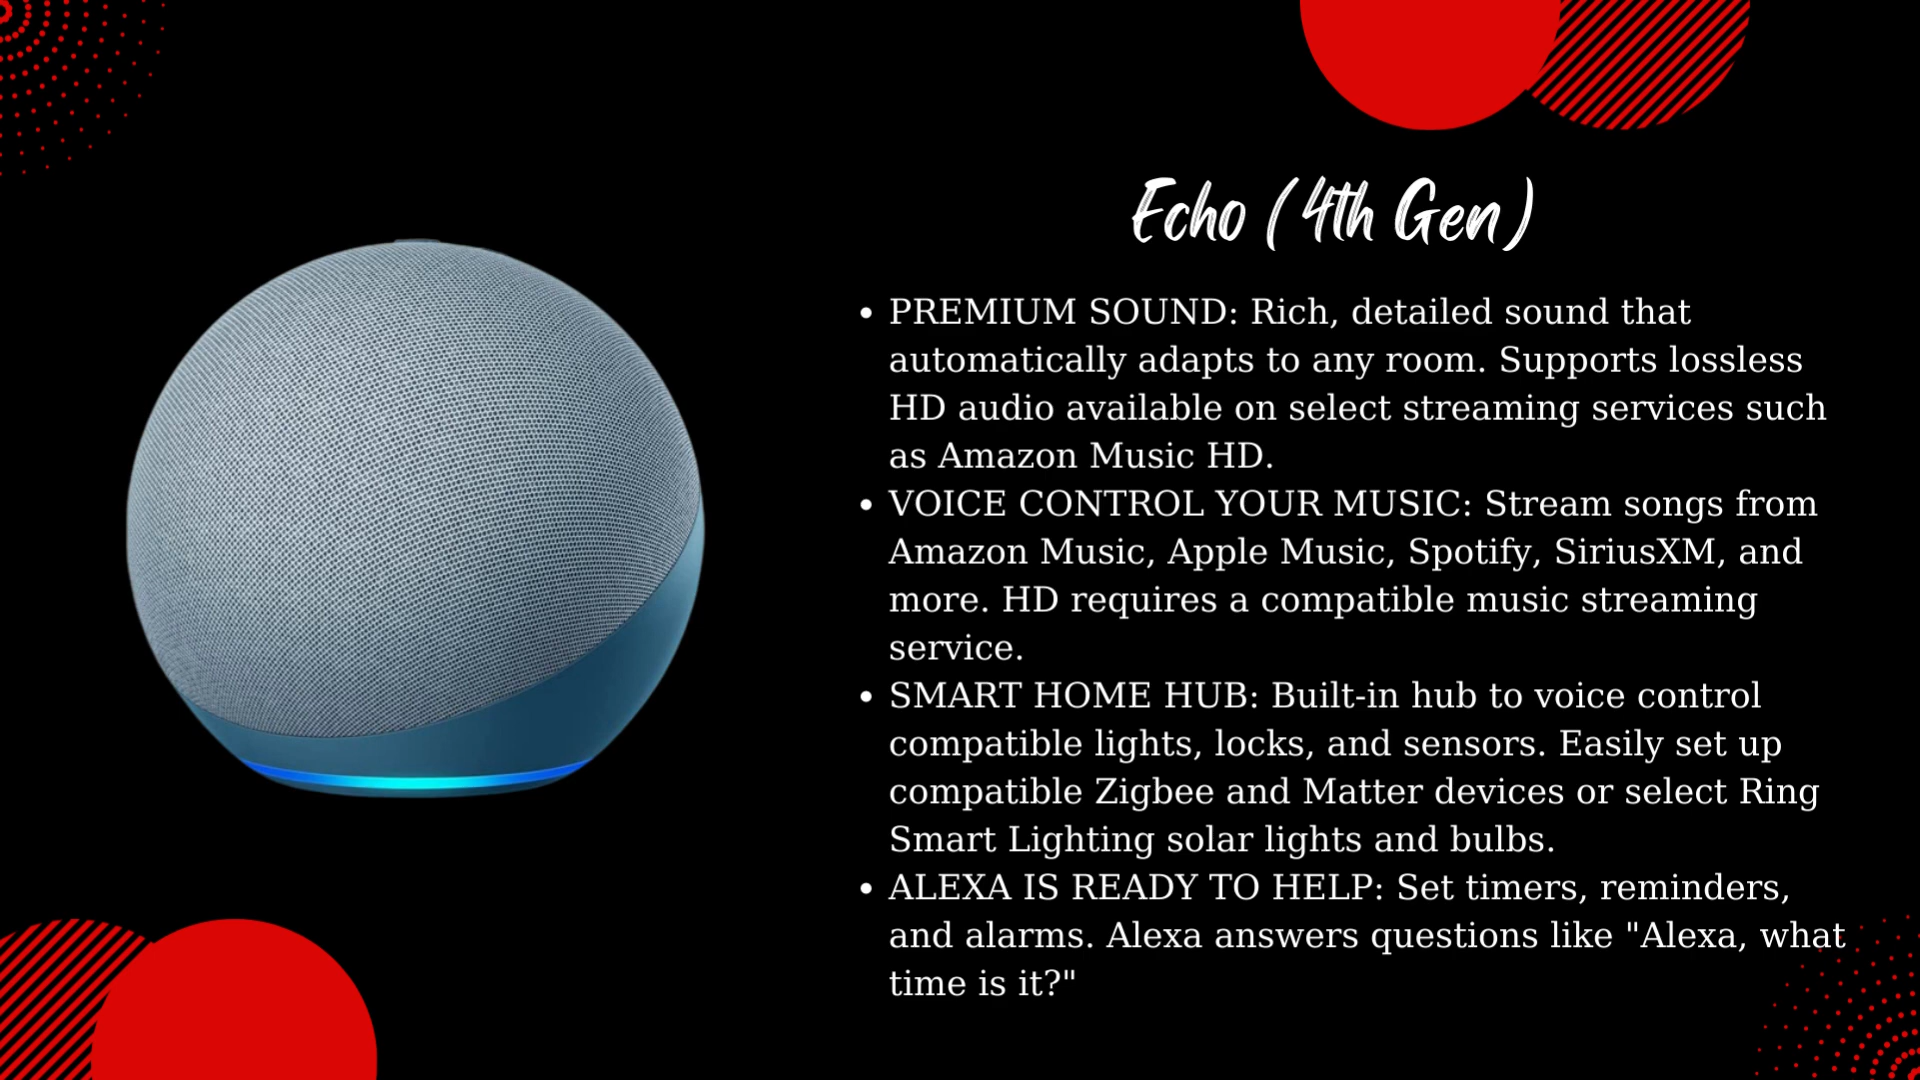 Echo (4th Gen)
• PREMIUM SOUND: Rich, detailed sound that
automatically adapts to any room. Supports lossless
HD audio available on select streaming services such
as Amazon Music HD.
• VOICE CONTROL YOUR MUSIC: Stream songs from
Amazon Music, Apple Music, Spotify, SiriusXM, and
more. HD requires a compatible music streaming
service.
• SMART HOME HUB: Built-in hub to voice control
compatible lights, locks, and sensors. Easily set up
compatible Zigbee and Matter devices or select Ring
Smart Lighting solar lights and bulbs.
• ALEXA IS READY TO HELP: Set timers, reminders,
and alarms. Alexa answers questions like "Alexa, what
time is it?"